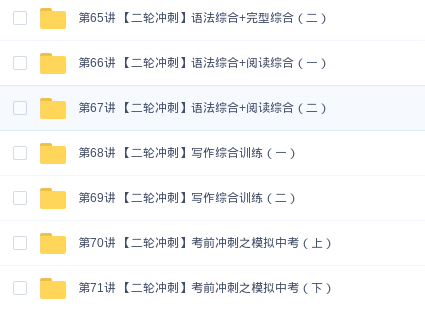 第65讲 【二轮冲刺】语法综合+完型综合（二）
第66讲 【二轮冲刺】语法综合+阅读综合（一）
第67讲 【二轮冲刺】语法综合+阅读综合（二）
第68讲 【二轮冲刺】写作综合训练（一）
第69讲 【二轮冲刺】写作综合训练（二）
第70讲 【二轮冲刺】考前冲刺之模拟中考（上）
第71讲 【二轮冲刺】考前冲刺之模拟中考（下）